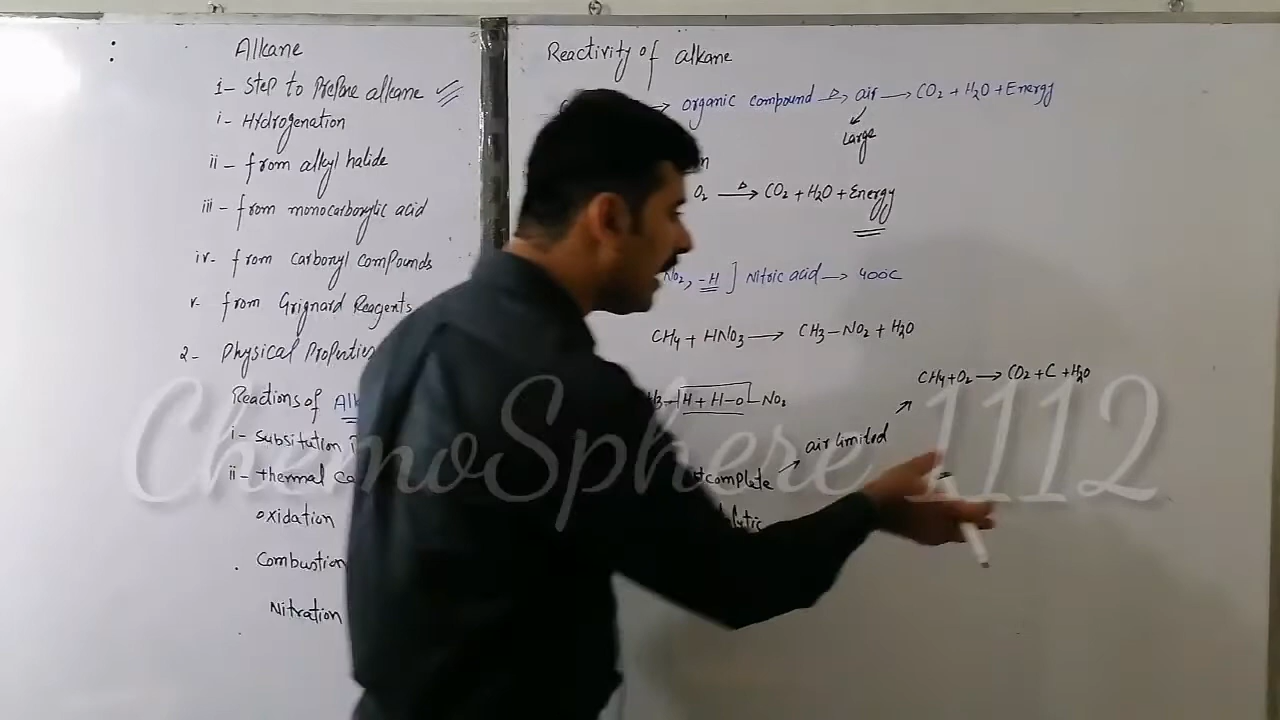 Alkane
1- Step to Prepare alkane
i- Hydrogenation
ii- from alkyl halide
iii- from monocarboxylic acid
iv- from carbonyl compounds
v- from Grignard Reagents
2- Physical Properties
Reactions of Alk
i- Subsitution
ii- thermal ca
oxidation
Combustion
Nitration
Reactivity of alkane
→ organic compound →△ air → CO2 + H2O + Energy
Large
O2 →△ CO2 + H2O + Energy
NO2, -H ] Nitric acid → 400C
CH4 + HNO3 → CH3-NO2 + H2O
H + H-O-NO2
CH4+O2 → CO2 + C + H2O
air limited
complete
ChemoSphere 1112